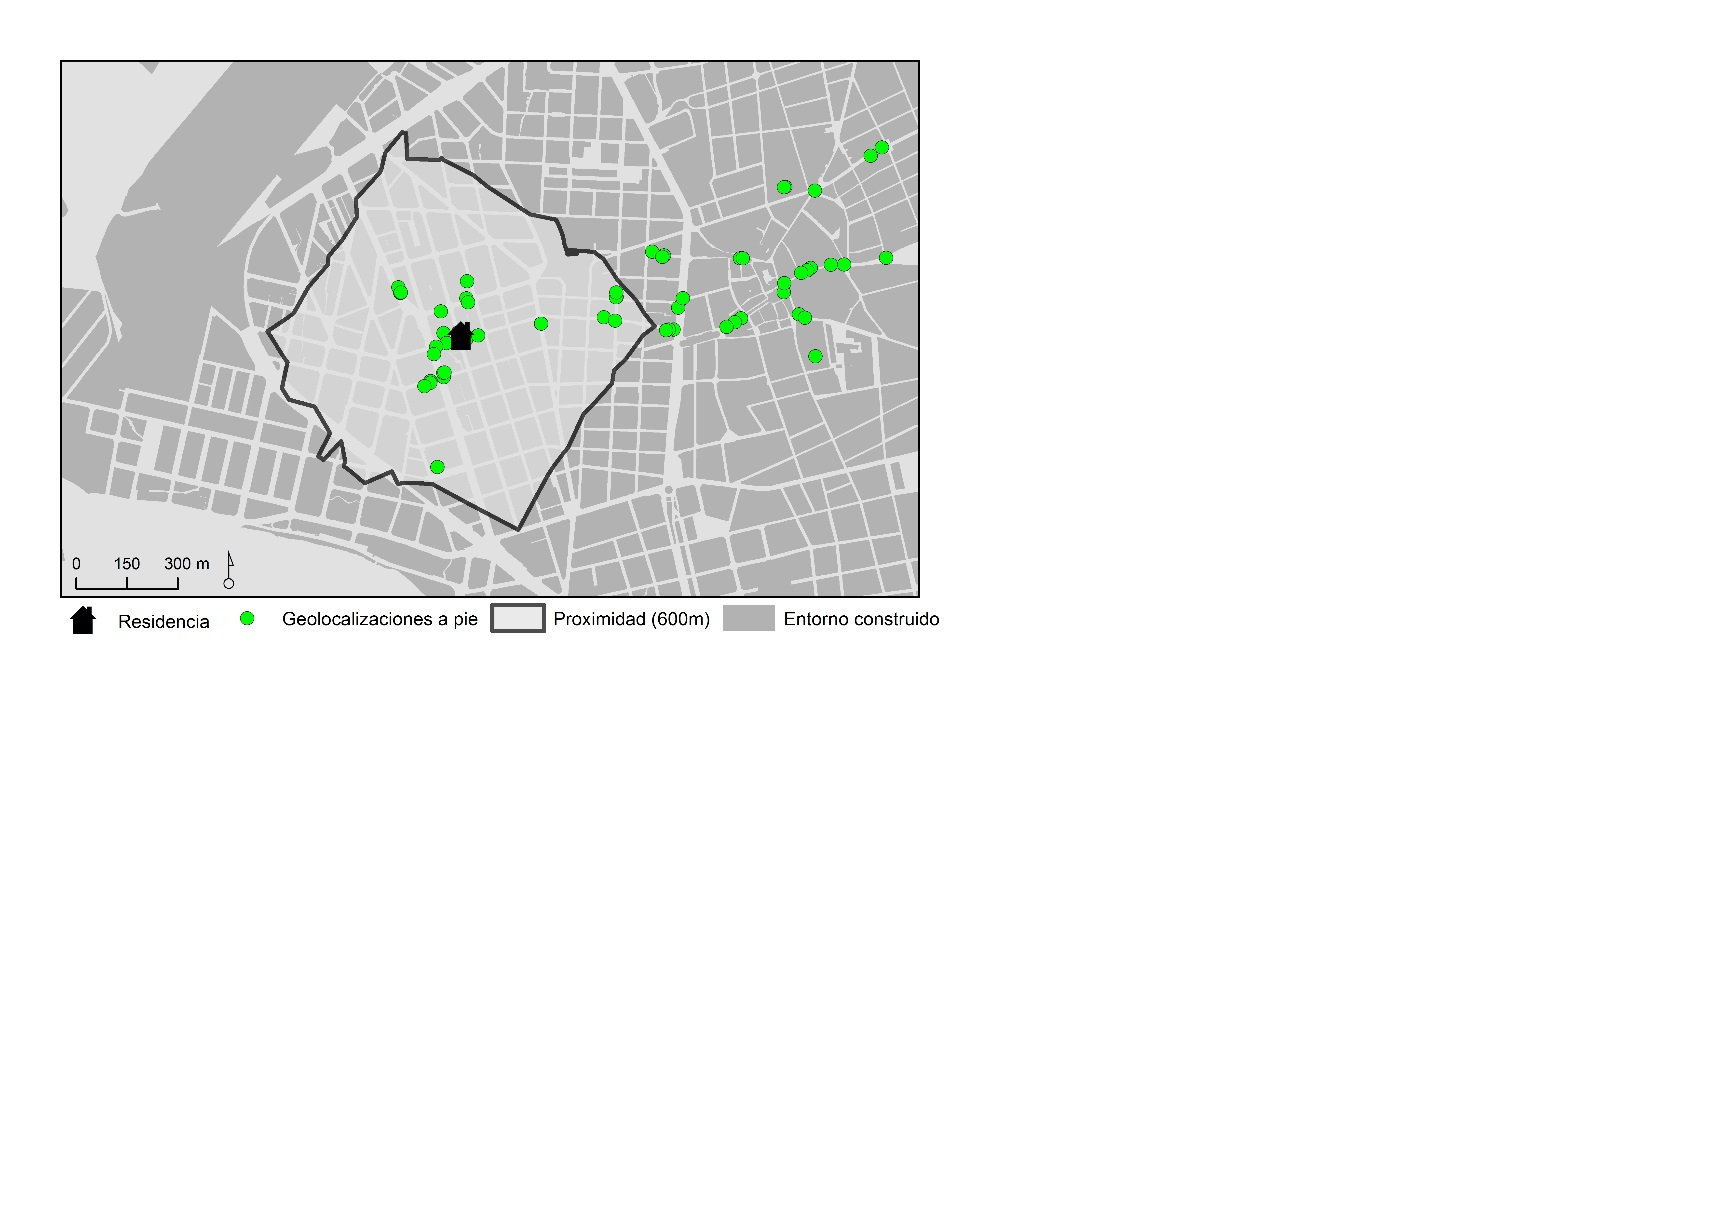 0 150 300 m
Residencia Geolocalizaciones a pie Proximidad (600m) Entorno construido